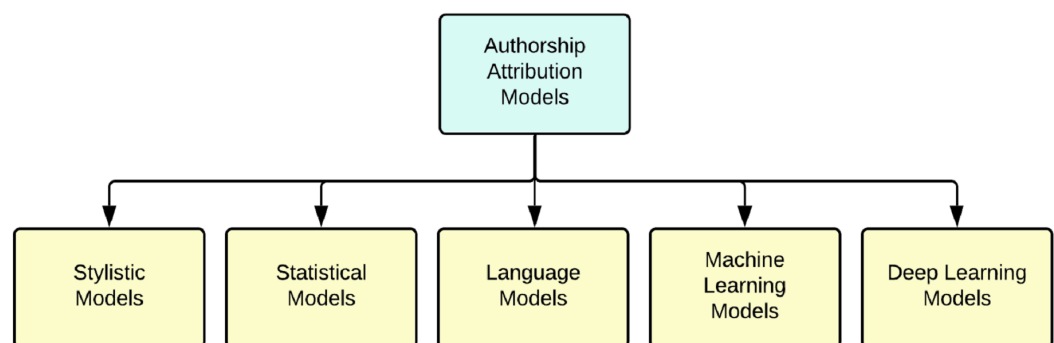 Authorship
Attribution
Models
Stylistic
Models
Statistical
Models
Language
Models
Machine
Learning
Models
Deep Learning
Models